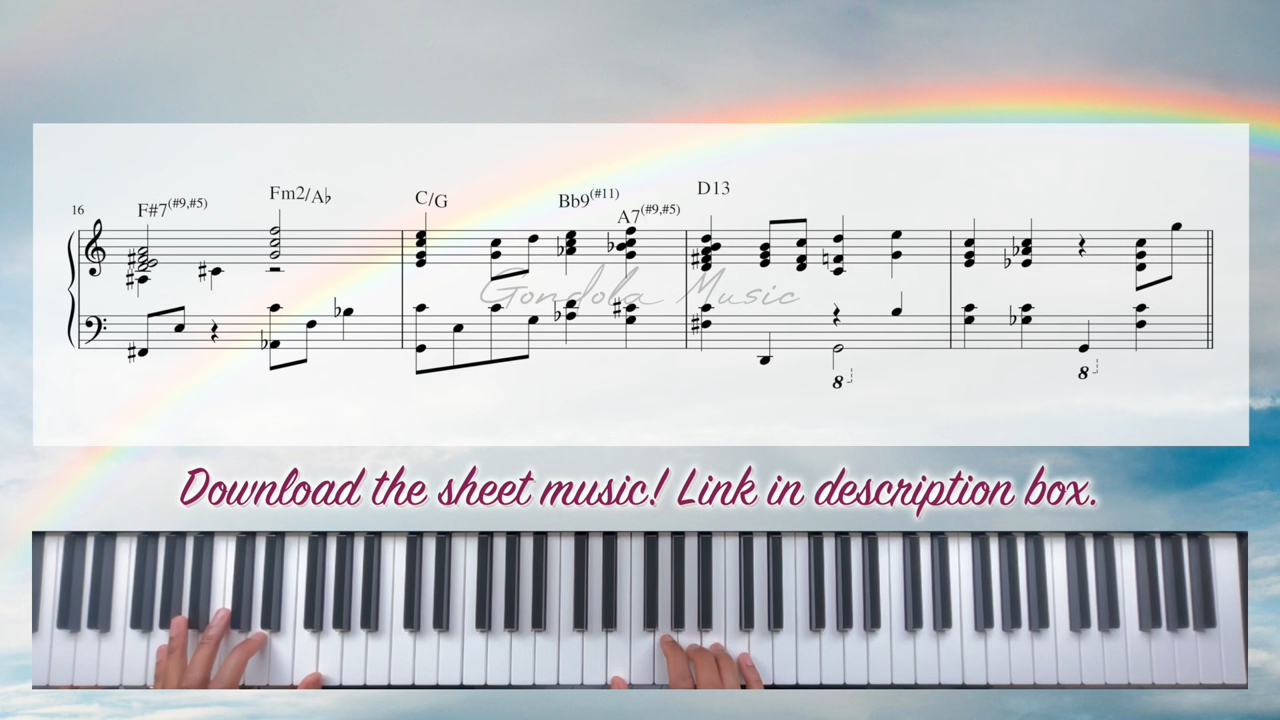 16
F#7(#9,#5) Fm2/A♭ C/G Bb9(#11) A7(#9,#5) D13
Gondola Music
8 8
Download the sheet music! Link in description box.